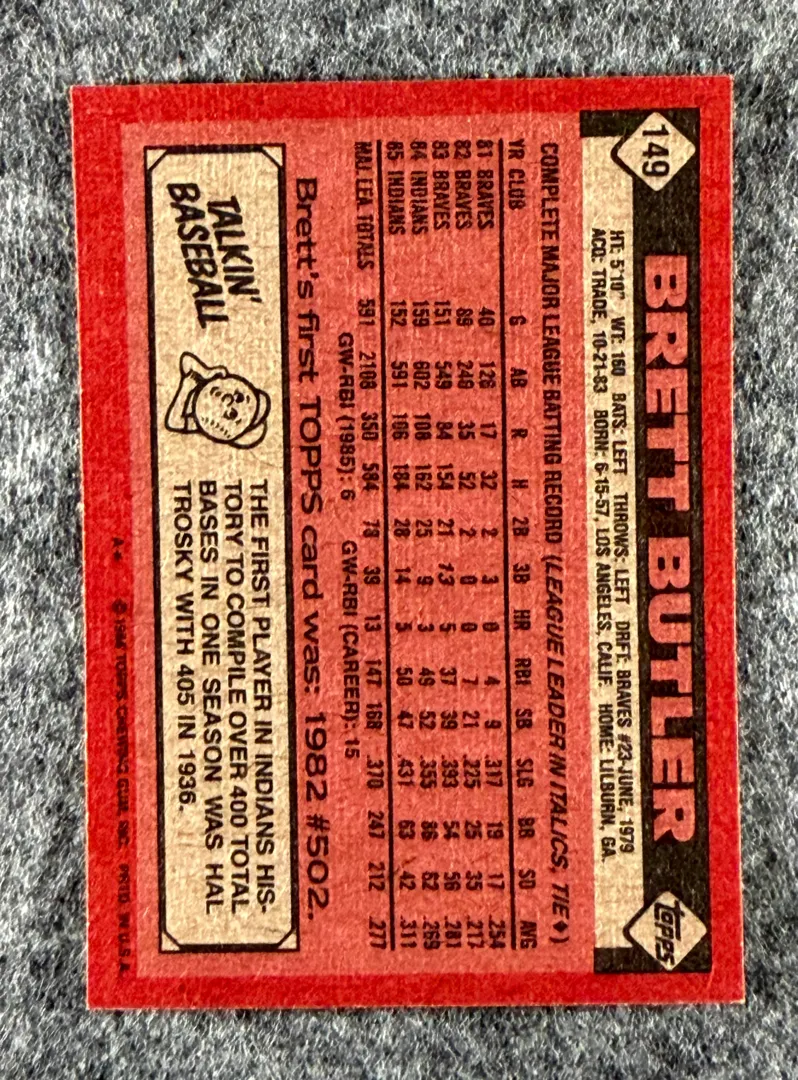 149
BRETT BUTLER
topps
HT: 5'10" WT: 160 BATS: LEFT THROWS: LEFT DRFT: BRAVES #23-JUNE, 1979
ACQ: TRADE, 10-21-83 BORN: 6-15-57, LOS ANGELES, CALIF. HOME: LILBURN, GA.
COMPLETE MAJOR LEAGUE BATTING RECORD (LEAGUE LEADER IN ITALICS, TIE♦)
YR CLUB G AB R H 2B 3B HR RBI SB SLG BB SO AVG
81 BRAVES 40 126 17 32 2 3 0 4 9 .317 19 17 .254
82 BRAVES 89 240 35 52 2 0 0 7 21 .225 25 35 .217
83 BRAVES 151 549 84 154 21 13 5 37 39 .393 54 56 .281
84 INDIANS 159 602 108 162 25 9 3 49 52 .355 86 62 .269
85 INDIANS 152 591 106 184 28 14 5 50 47 .431 63 42 .311
MAJ. LEA. TOTALS 591 2108 350 584 78 39 13 147 168 .370 247 212 .277
GW-RBI (1985): 6 GW-RBI (CAREER): 15
Brett's first TOPPS card was: 1982 #502.
TALKIN'
BASEBALL
THE FIRST PLAYER IN INDIANS HIS-
TORY TO COMPILE OVER 400 TOTAL
BASES IN ONE SEASON WAS HAL
TROSKY WITH 405 IN 1936.
A* © 1986 TOPPS CHEWING GUM, INC. PRTD. IN U.S.A.